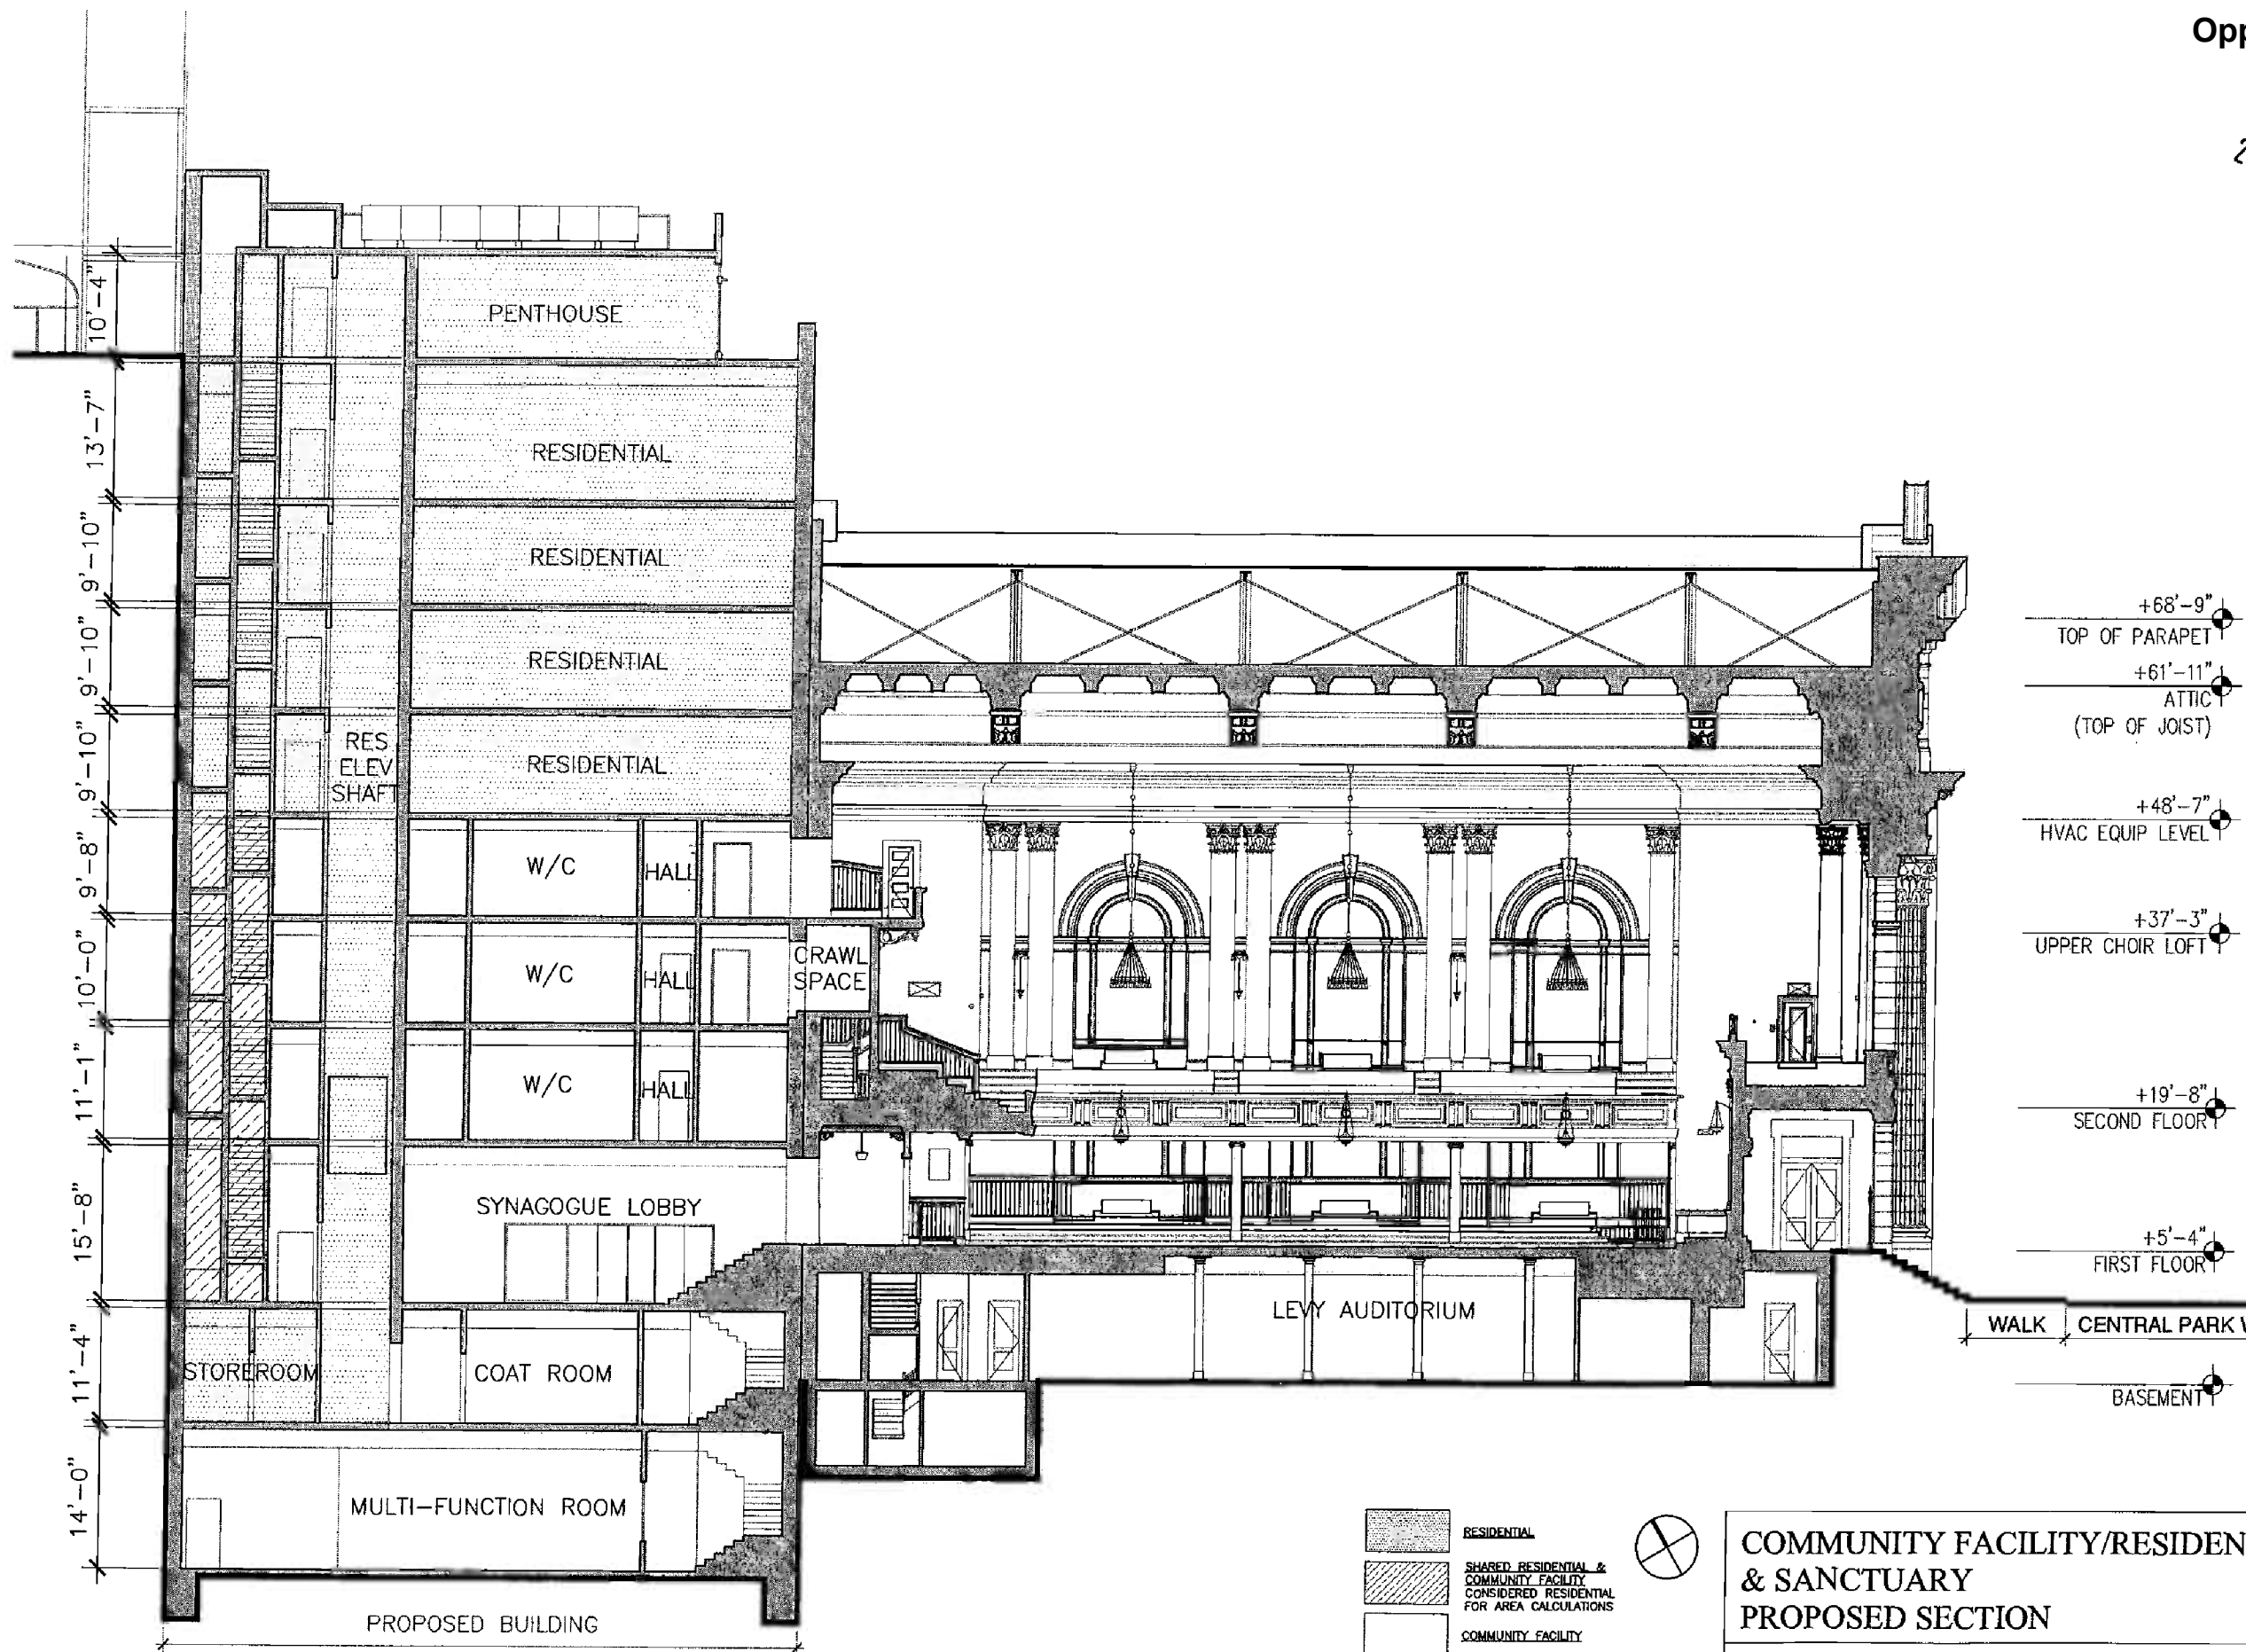 Opp
2
10'-4"
PENTHOUSE
13'-7"
RESIDENTIAL
9'-10"
RESIDENTIAL
9'-10"
RESIDENTIAL
9'-10"
RES
ELEV
SHAFT
RESIDENTIAL
9'-8"
W/C
HALL
10'-0"
W/C
HALL
CRAWL
SPACE
11'-1"
W/C
HALL
15'-8"
SYNAGOGUE LOBBY
11'-4"
STOREROOM
COAT ROOM
LEVY AUDITORIUM
14'-0"
MULTI-FUNCTION ROOM
PROPOSED BUILDING
+68'-9"
TOP OF PARAPET
+61'-11"
ATTIC
(TOP OF JOIST)
+48'-7"
HVAC EQUIP LEVEL
+37'-3"
UPPER CHOIR LOFT
+19'-8"
SECOND FLOOR
+5'-4"
FIRST FLOOR
WALK
CENTRAL PARK W
BASEMENT
RESIDENTIAL
SHARED RESIDENTIAL &
COMMUNITY FACILITY
CONSIDERED RESIDENTIAL
FOR AREA CALCULATIONS
COMMUNITY FACILITY
COMMUNITY FACILITY/RESIDEN
& SANCTUARY
PROPOSED SECTION